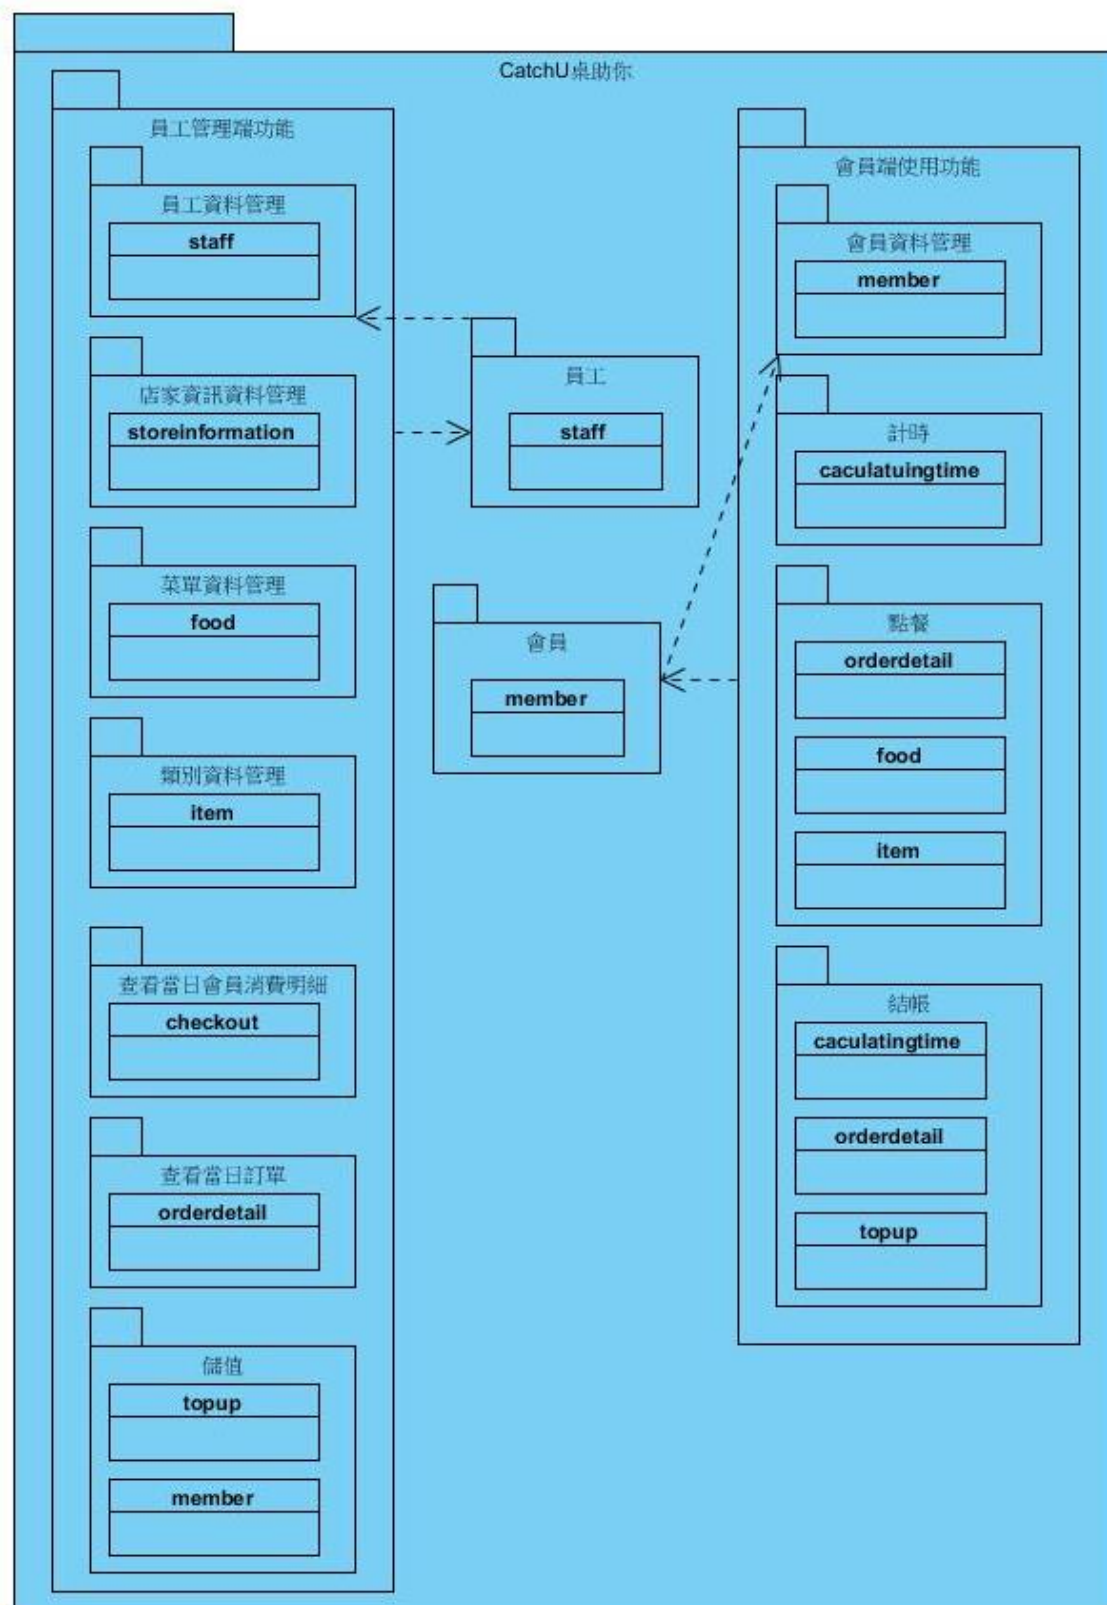 CatchU桌助你
員工管理端功能
員工資料管理
staff
店家資訊資料管理
storeinformation
菜單資料管理
food
類別資料管理
item
查看當日會員消費明細
checkout
查看當日訂單
orderdetail
儲值
topup
member
員工
staff
會員
member
會員端使用功能
會員資料管理
member
計時
caculatuingtime
點餐
orderdetail
food
item
結帳
caculatingtime
orderdetail
topup